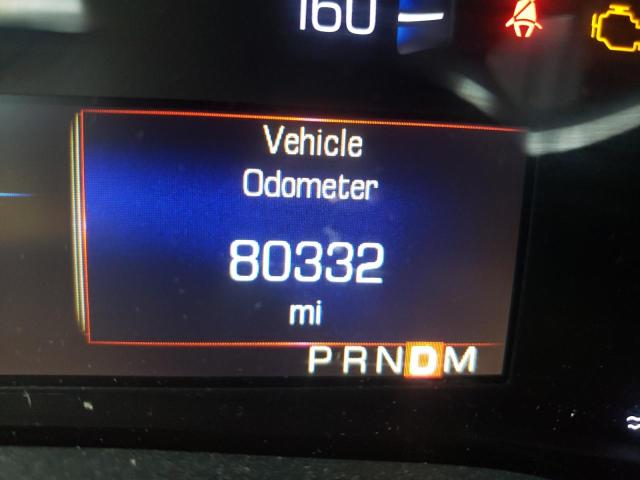 160
Vehicle
Odometer
80332
mi
PRNDM